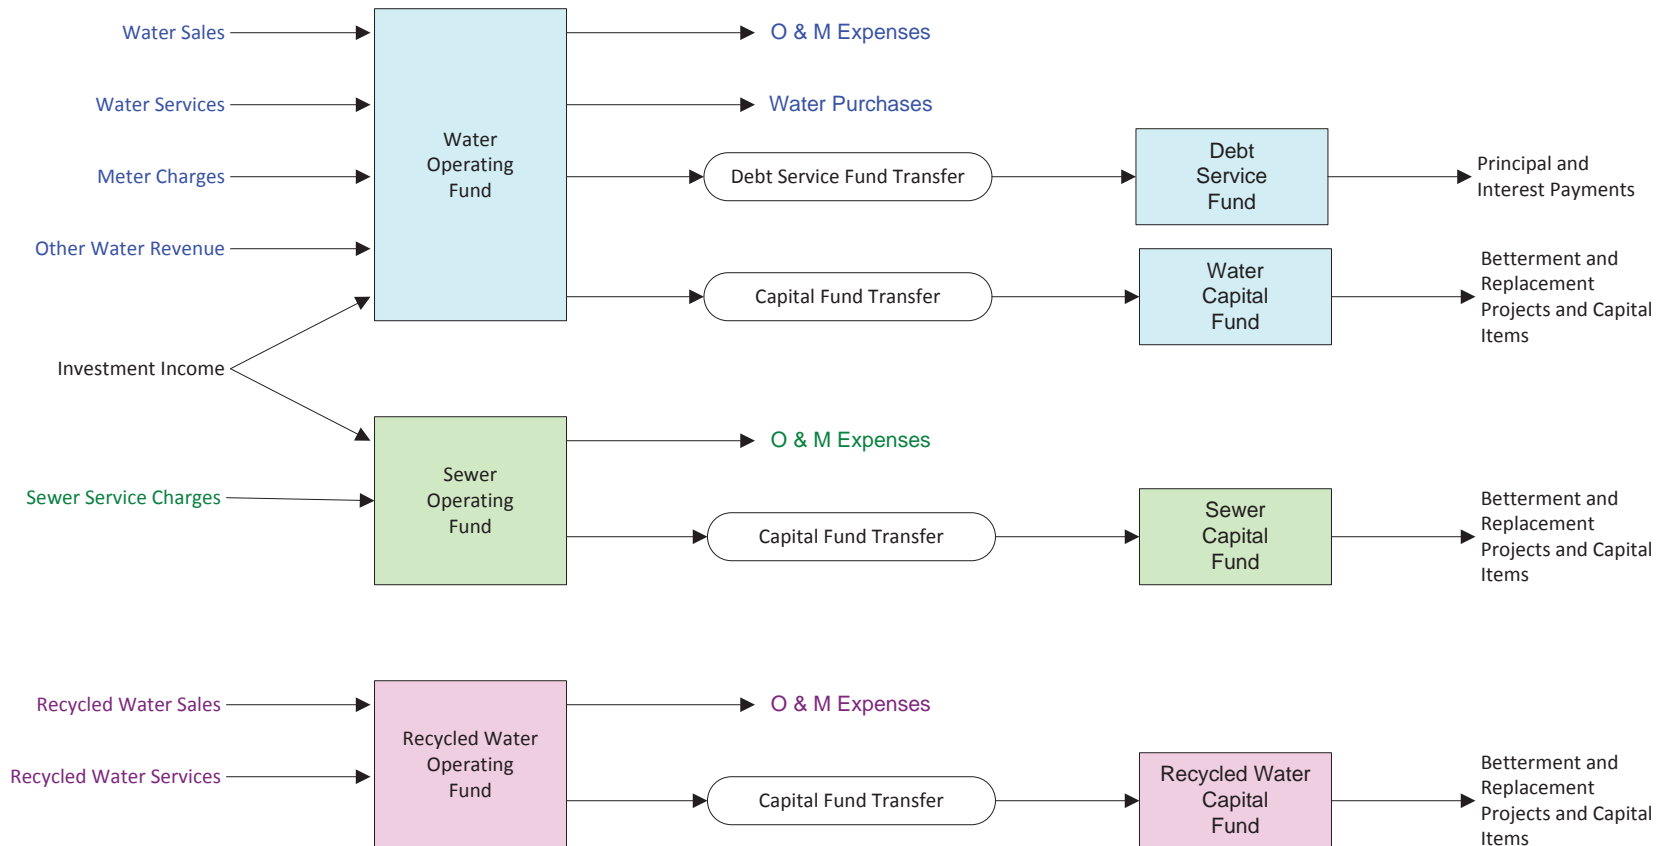 Water Sales
O & M Expenses
Water Services
Water Purchases
Water
Operating
Fund
Meter Charges
Debt Service Fund Transfer
Debt
Service
Fund
Principal and
Interest Payments
Other Water Revenue
Capital Fund Transfer
Water
Capital
Fund
Betterment and
Replacement
Projects and Capital
Items
Investment Income
Sewer
Operating
Fund
O & M Expenses
Sewer Service Charges
Capital Fund Transfer
Sewer
Capital
Fund
Betterment and
Replacement
Projects and Capital
Items
Recycled Water Sales
O & M Expenses
Recycled Water
Operating
Fund
Recycled Water Services
Capital Fund Transfer
Recycled Water
Capital
Fund
Betterment and
Replacement
Projects and Capital
Items